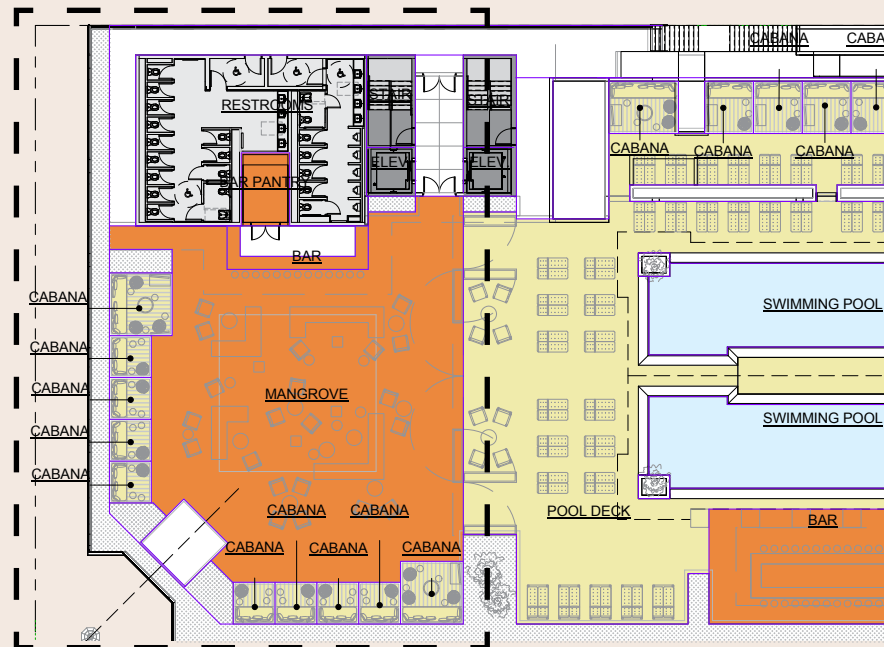 CABANA
CABA
RESTROOMS
STAIR
STAIR
CABANA
CABANA
CABANA
ELEV.
ELEV.
BAR PANTRY
BAR
CABANA
SWIMMING POOL
CABANA
CABANA
MANGROVE
SWIMMING POOL
CABANA
CABANA
CABANA
CABANA
POOL DECK
BAR
CABANA
CABANA
CABANA